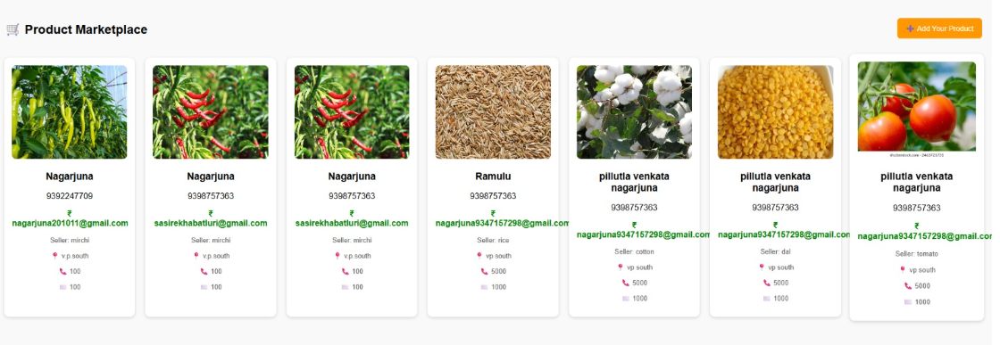 Product Marketplace
+ Add Your Product
Nagarjuna
9392247709
₹
nagarjuna201011@gmail.com
Seller: mirchi
v.p.south
100
100
Nagarjuna
9398757363
₹
sasirekhabatluri@gmail.com
Seller: mirchi
v.p.south
100
100
Nagarjuna
9398757363
₹
sasirekhabatluri@gmail.com
Seller: mirchi
v.p.south
100
100
Ramulu
9398757363
₹
nagarjuna9347157298@gmail.com
Seller: rice
vp south
5000
1000
pillutla venkata
nagarjuna
9398757363
₹
nagarjuna9347157298@gmail.com
Seller: cotton
vp south
5000
1000
pillutla venkata
nagarjuna
9398757363
₹
nagarjuna9347157298@gmail.com
Seller: dal
vp south
5000
1000
shutterstock.com · 2463721735
pillutla venkata
nagarjuna
9398757363
₹
nagarjuna9347157298@gmail.com
Seller: tomato
vp south
5000
1000